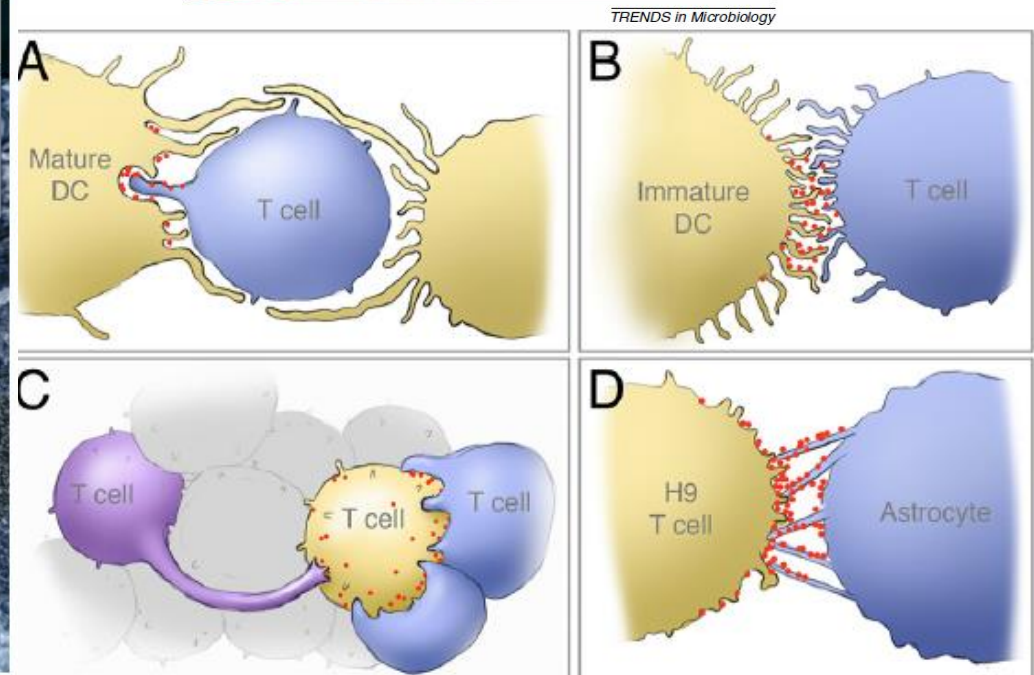 TRENDS in Microbiology
A
Mature
DC
T cell
B
Immature
DC
T cell
C
T cell
T cell
T cell
D
H9
T cell
Astrocyte